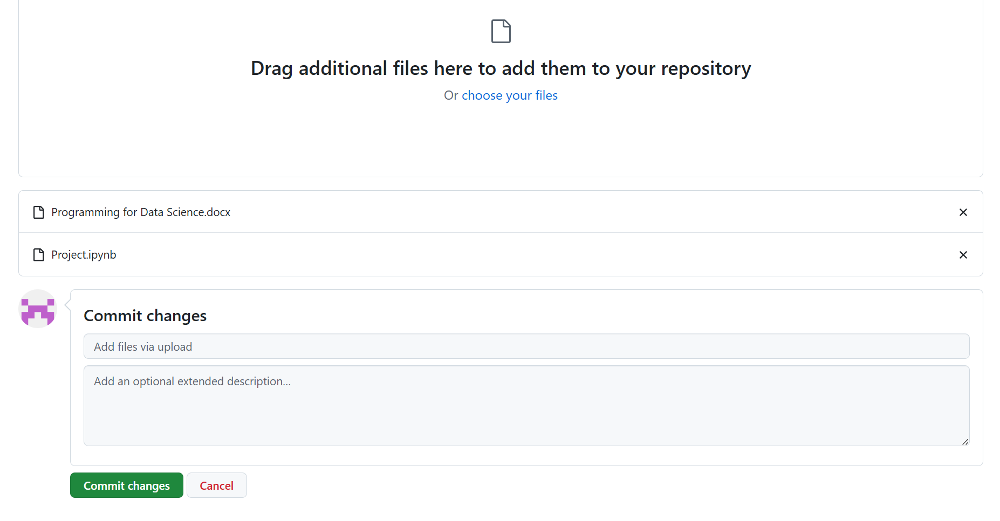 Drag additional files here to add them to your repository
Or choose your files
Programming for Data Science.docx
Project.ipynb
Commit changes
Add files via upload
Add an optional extended description...
Commit changes
Cancel